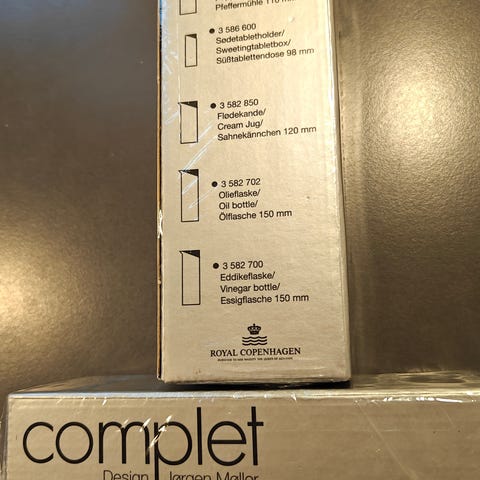 Pfeffermühle 110 mm
3 586 600
Sødetabletholder/
Sweetingtabletbox/
Süßtablettendose 98 mm
3 582 850
Flødekande/
Cream Jug/
Sahnekännchen 120 mm
3 582 702
Olieflaske/
Oil bottle/
Ölflasche 150 mm
3 582 700
Eddikeflaske/
Vinegar bottle/
Essigflasche 150 mm
ROYAL COPENHAGEN
complet
Design Jørgen Møller